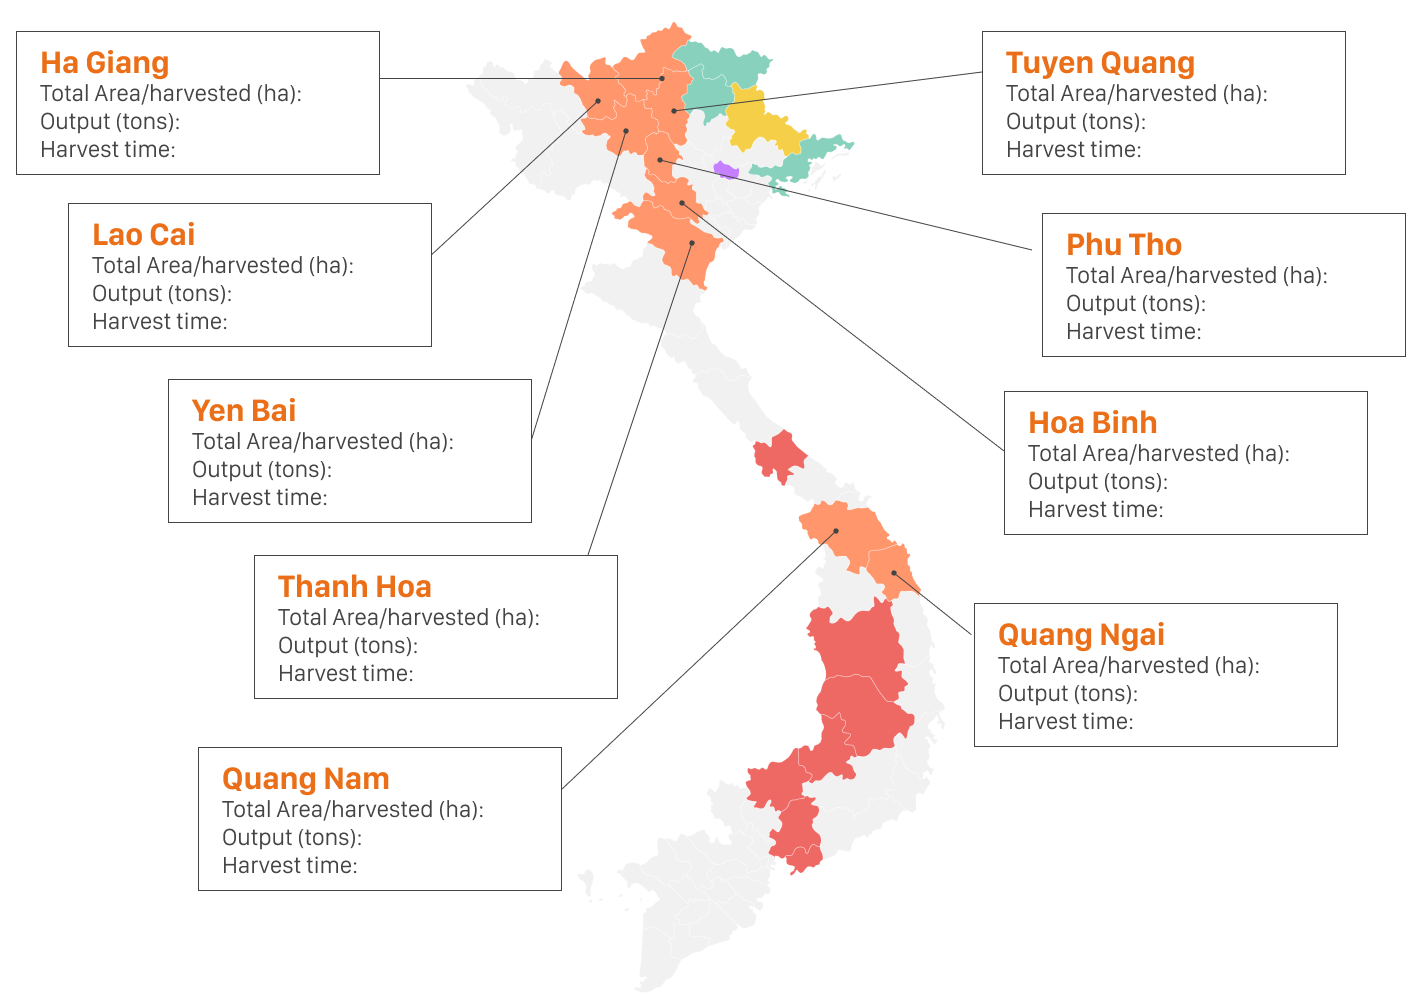 Ha Giang
Total Area/harvested (ha):
Output (tons):
Harvest time:
Tuyen Quang
Total Area/harvested (ha):
Output (tons):
Harvest time:
Lao Cai
Total Area/harvested (ha):
Output (tons):
Harvest time:
Phu Tho
Total Area/harvested (ha):
Output (tons):
Harvest time:
Yen Bai
Total Area/harvested (ha):
Output (tons):
Harvest time:
Hoa Binh
Total Area/harvested (ha):
Output (tons):
Harvest time:
Thanh Hoa
Total Area/harvested (ha):
Output (tons):
Harvest time:
Quang Ngai
Total Area/harvested (ha):
Output (tons):
Harvest time:
Quang Nam
Total Area/harvested (ha):
Output (tons):
Harvest time: